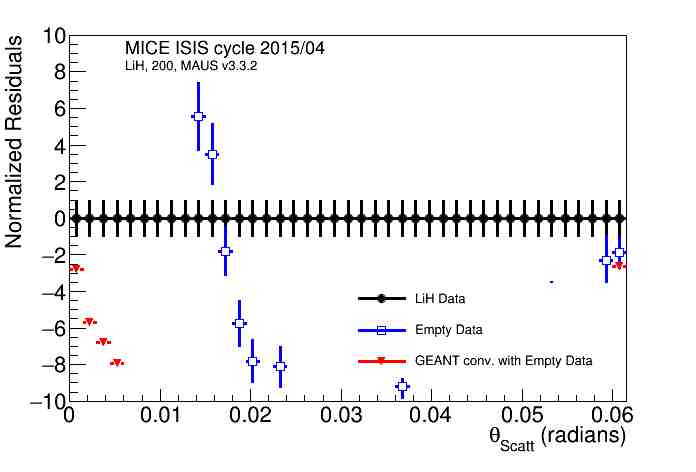 MICE ISIS cycle 2015/04
LiH, 200, MAUS v3.3.2
Normalized Residuals
10
8
6
4
2
0
−2
−4
−6
−8
−10
LiH Data
Empty Data
GEANT conv. with Empty Data
0 0.01 0.02 0.03 0.04 0.05 0.06
θScatt (radians)